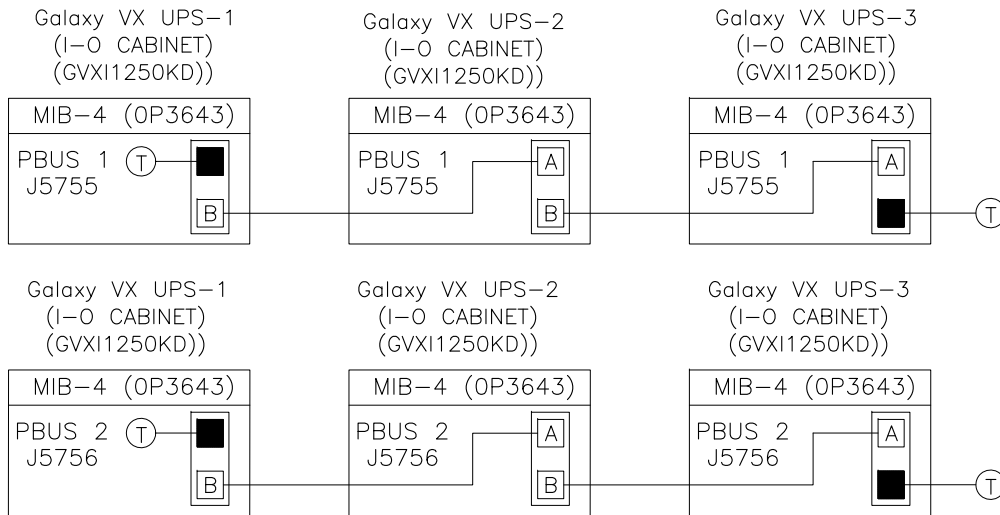 Galaxy VX UPS-1
(I-O CABINET)
(GVXI1250KD))
Galaxy VX UPS-2
(I-O CABINET)
(GVXI1250KD))
Galaxy VX UPS-3
(I-O CABINET)
(GVXI1250KD))
MIB-4 (0P3643)
PBUS 1
J5755
T
B
MIB-4 (0P3643)
PBUS 1
J5755
A
B
MIB-4 (0P3643)
PBUS 1
J5755
A
T
Galaxy VX UPS-1
(I-O CABINET)
(GVXI1250KD))
Galaxy VX UPS-2
(I-O CABINET)
(GVXI1250KD))
Galaxy VX UPS-3
(I-O CABINET)
(GVXI1250KD))
MIB-4 (0P3643)
PBUS 2
J5756
T
B
MIB-4 (0P3643)
PBUS 2
J5756
A
B
MIB-4 (0P3643)
PBUS 2
J5756
A
T